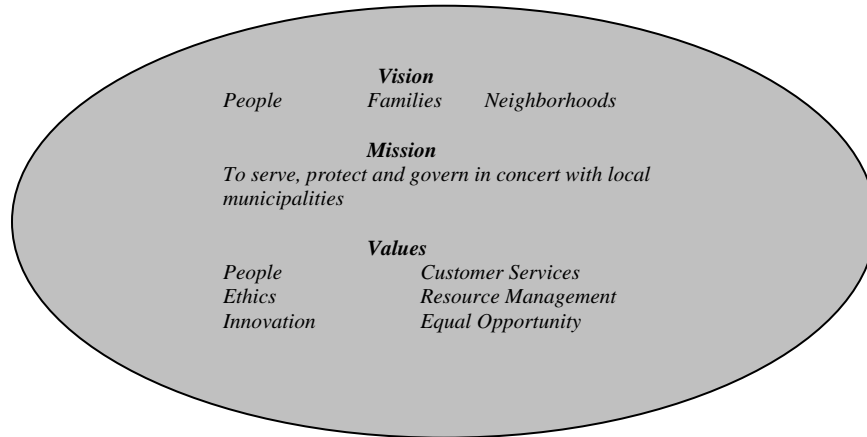 Vision
People Families Neighborhoods
Mission
To serve, protect and govern in concert with local
municipalities
Values
People Customer Services
Ethics Resource Management
Innovation Equal Opportunity